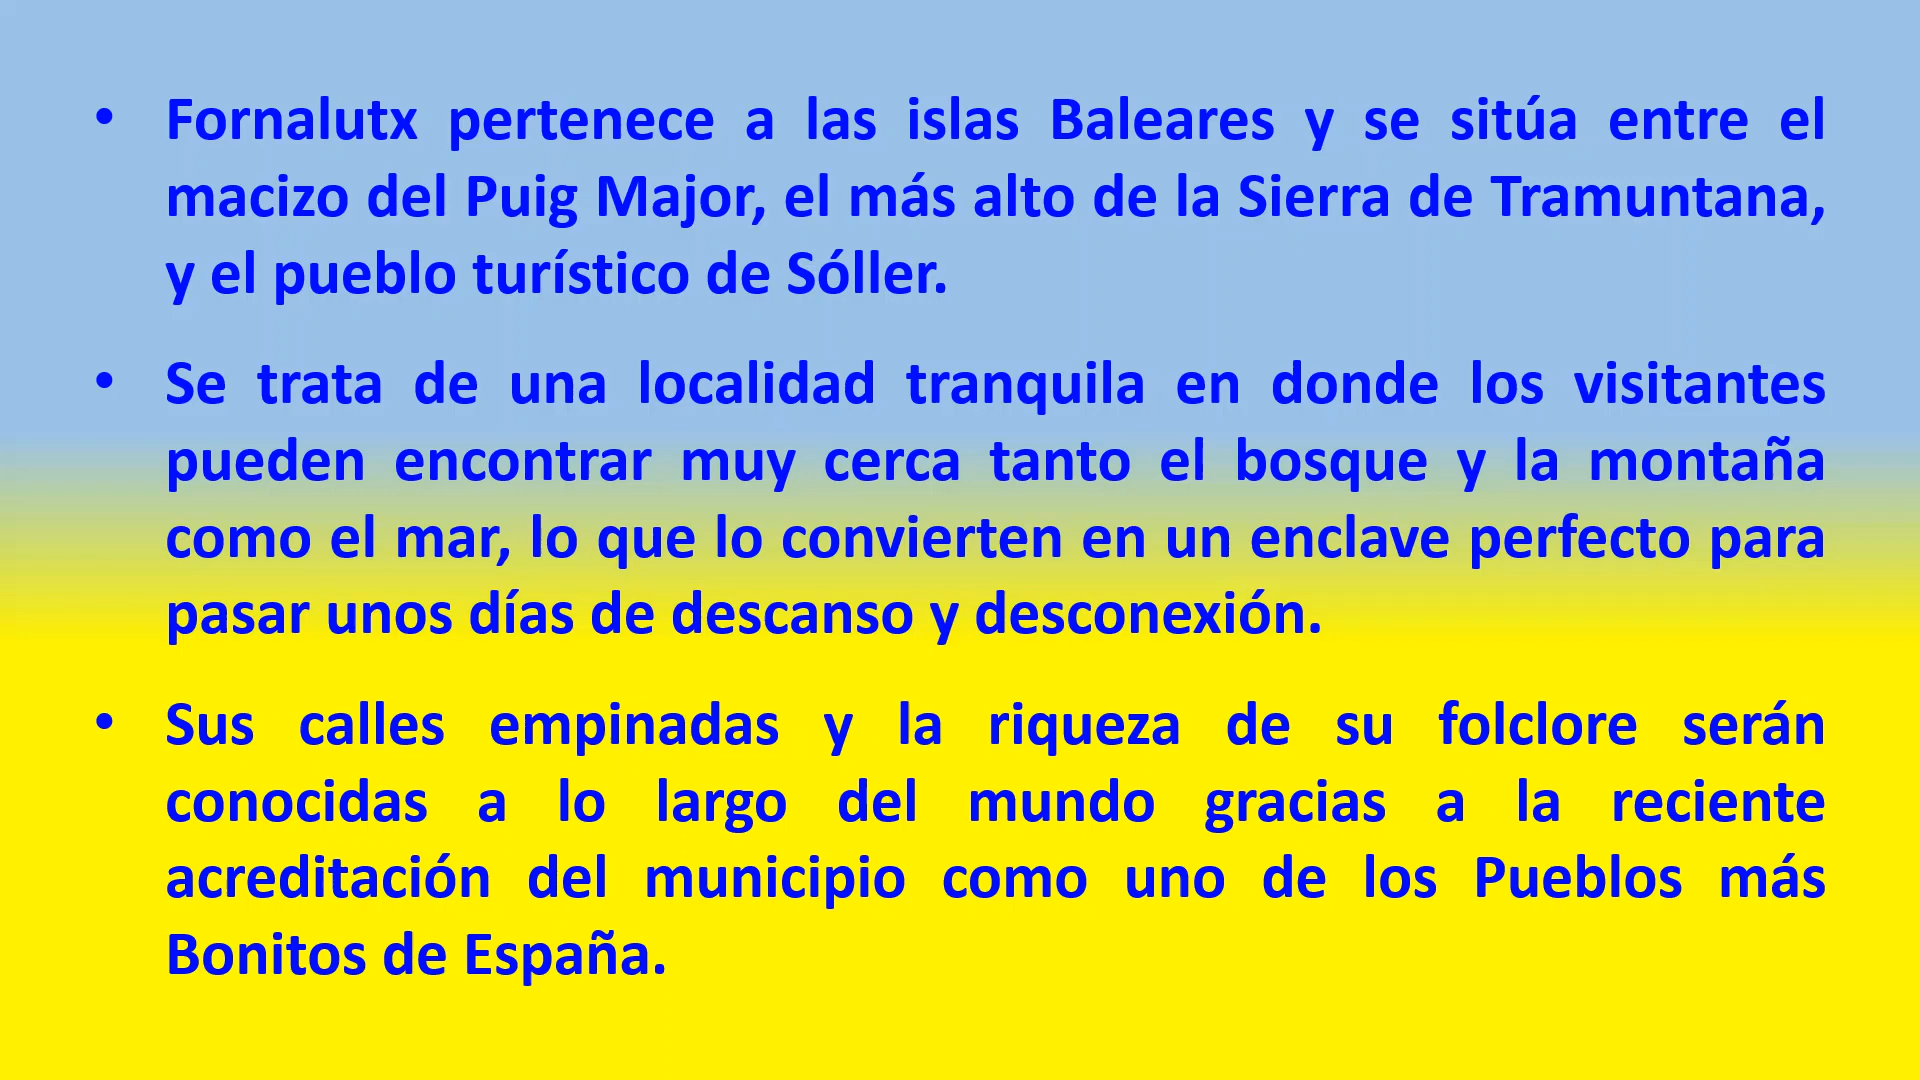 • Fornalutx pertenece a las islas Baleares y se sitúa entre el
macizo del Puig Major, el más alto de la Sierra de Tramuntana,
y el pueblo turístico de Sóller.
• Se trata de una localidad tranquila en donde los visitantes
pueden encontrar muy cerca tanto el bosque y la montaña
como el mar, lo que lo convierten en un enclave perfecto para
pasar unos días de descanso y desconexión.
• Sus calles empinadas y la riqueza de su folclore serán
conocidas a lo largo del mundo gracias a la reciente
acreditación del municipio como uno de los Pueblos más
Bonitos de España.